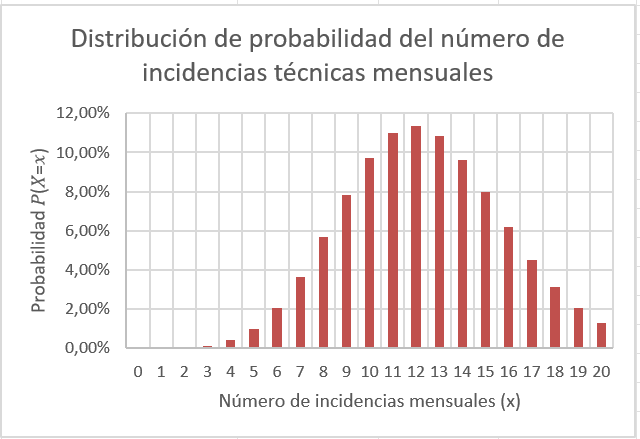 Distribución de probabilidad del número de
incidencias técnicas mensuales
12,00%
10,00%
8,00%
6,00%
4,00%
2,00%
0,00%
Probabilidad P(X=x)
0 1 2 3 4 5 6 7 8 9 10 11 12 13 14 15 16 17 18 19 20
Número de incidencias mensuales (x)